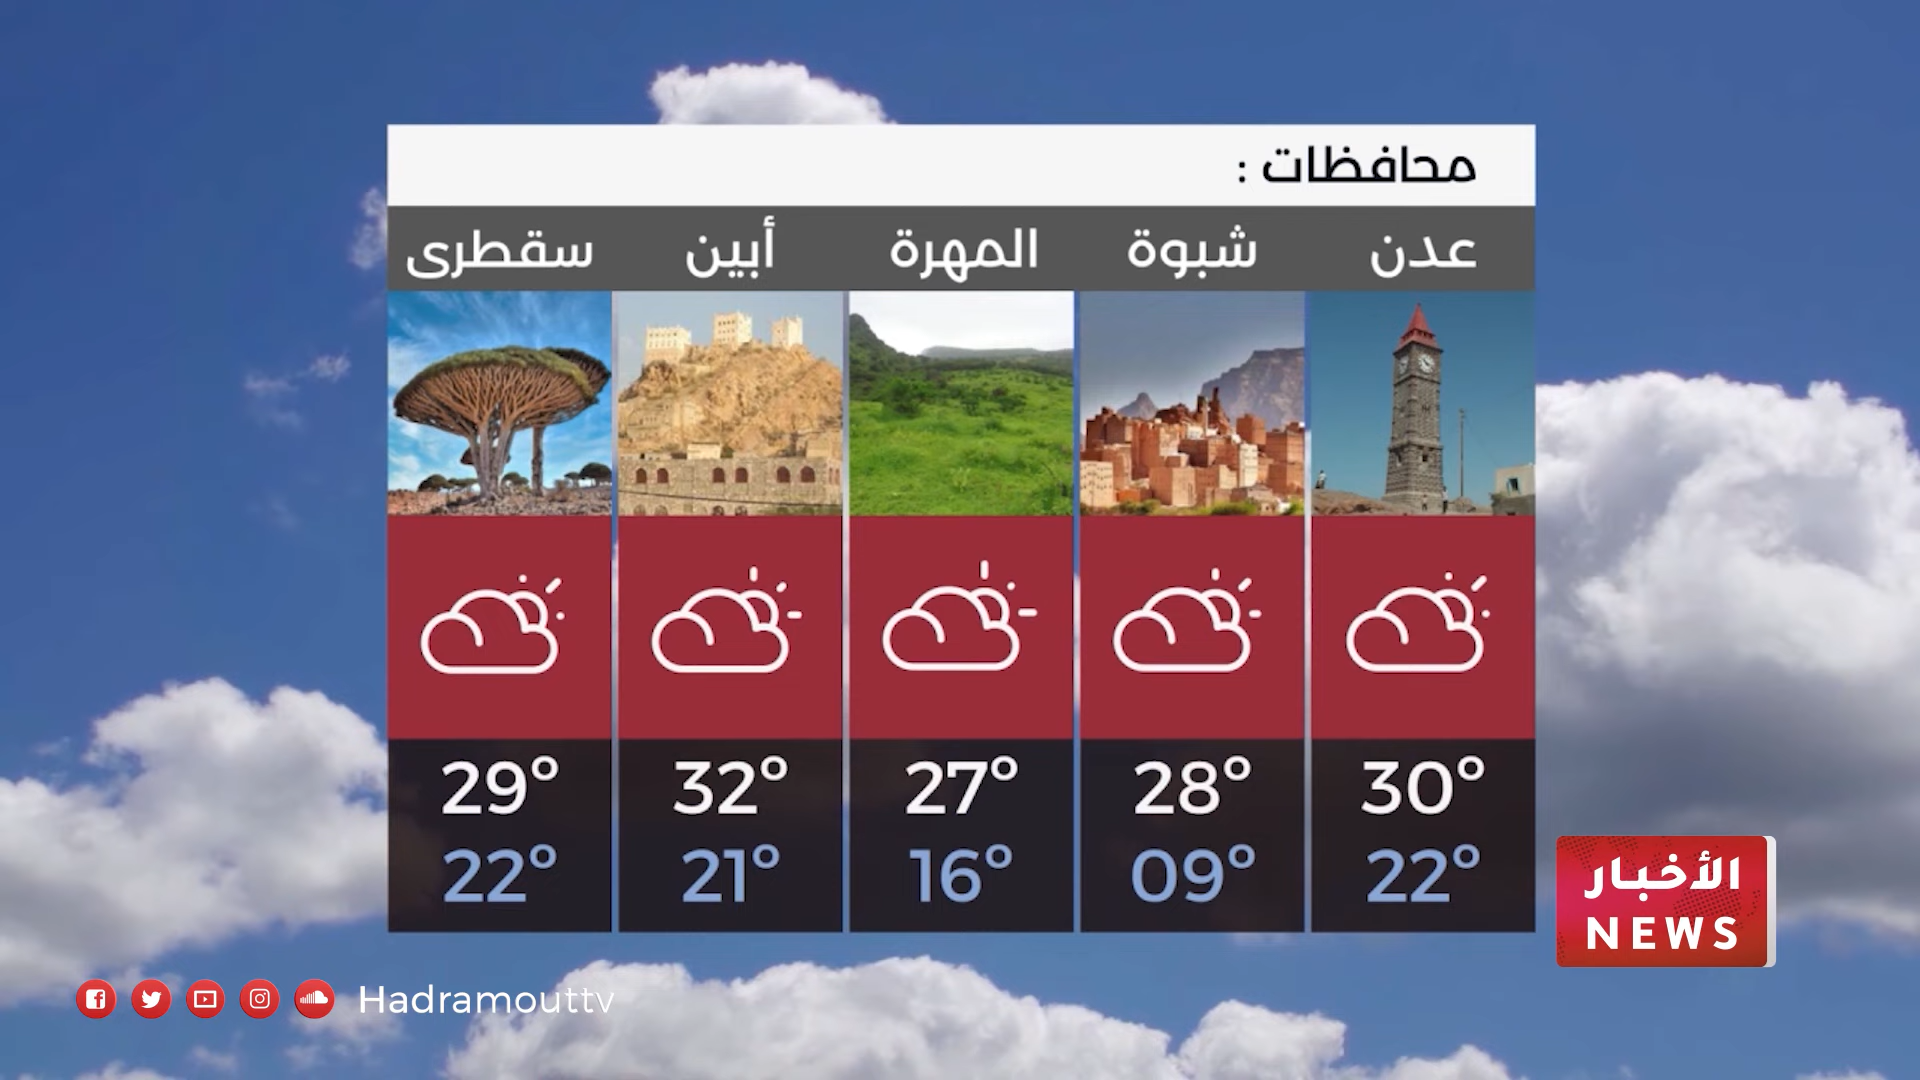 محافظات :
عدن
شبوة
المهرة
أبين
سقطرى
30°
28°
27°
32°
29°
22°
09°
16°
21°
22°
الأخبار
NEWS
Hadramouttv